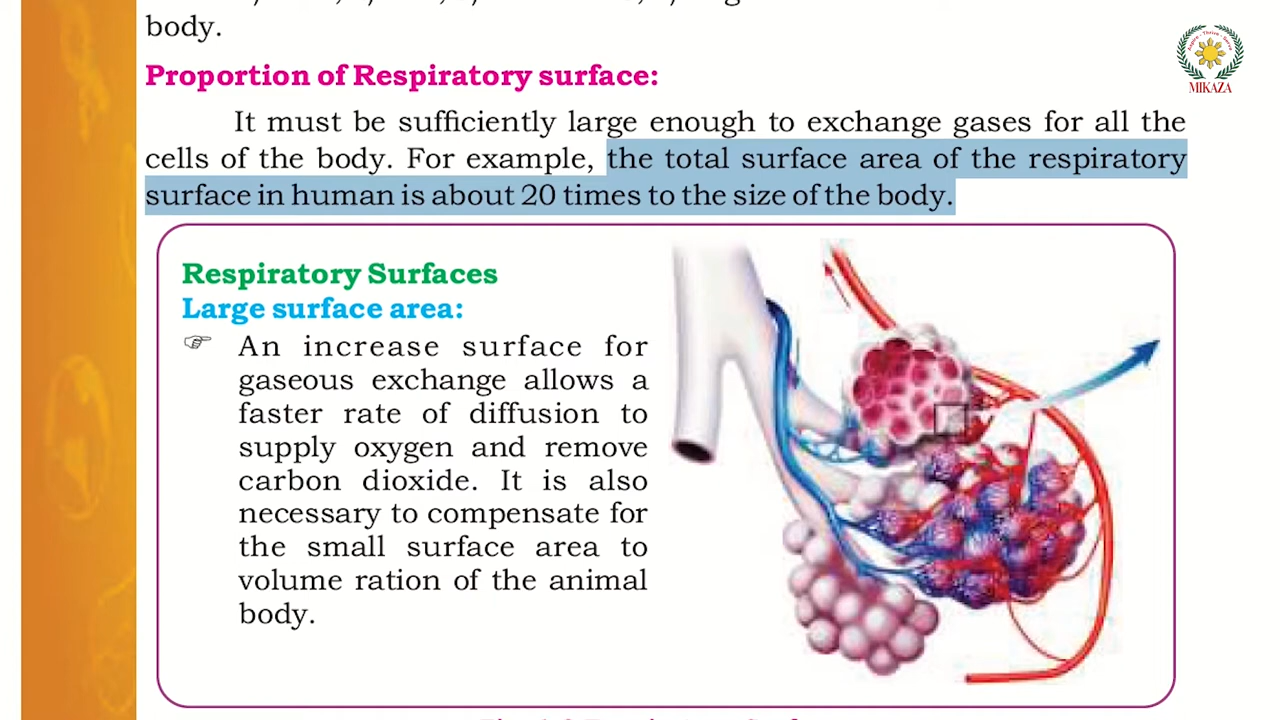 body.
Proportion of Respiratory surface:
It must be sufficiently large enough to exchange gases for all the
cells of the body. For example, the total surface area of the respiratory
surface in human is about 20 times to the size of the body.
Respiratory Surfaces
Large surface area:
☞ An increase surface for
gaseous exchange allows a
faster rate of diffusion to
supply oxygen and remove
carbon dioxide. It is also
necessary to compensate for
the small surface area to
volume ration of the animal
body.
MIKAZA